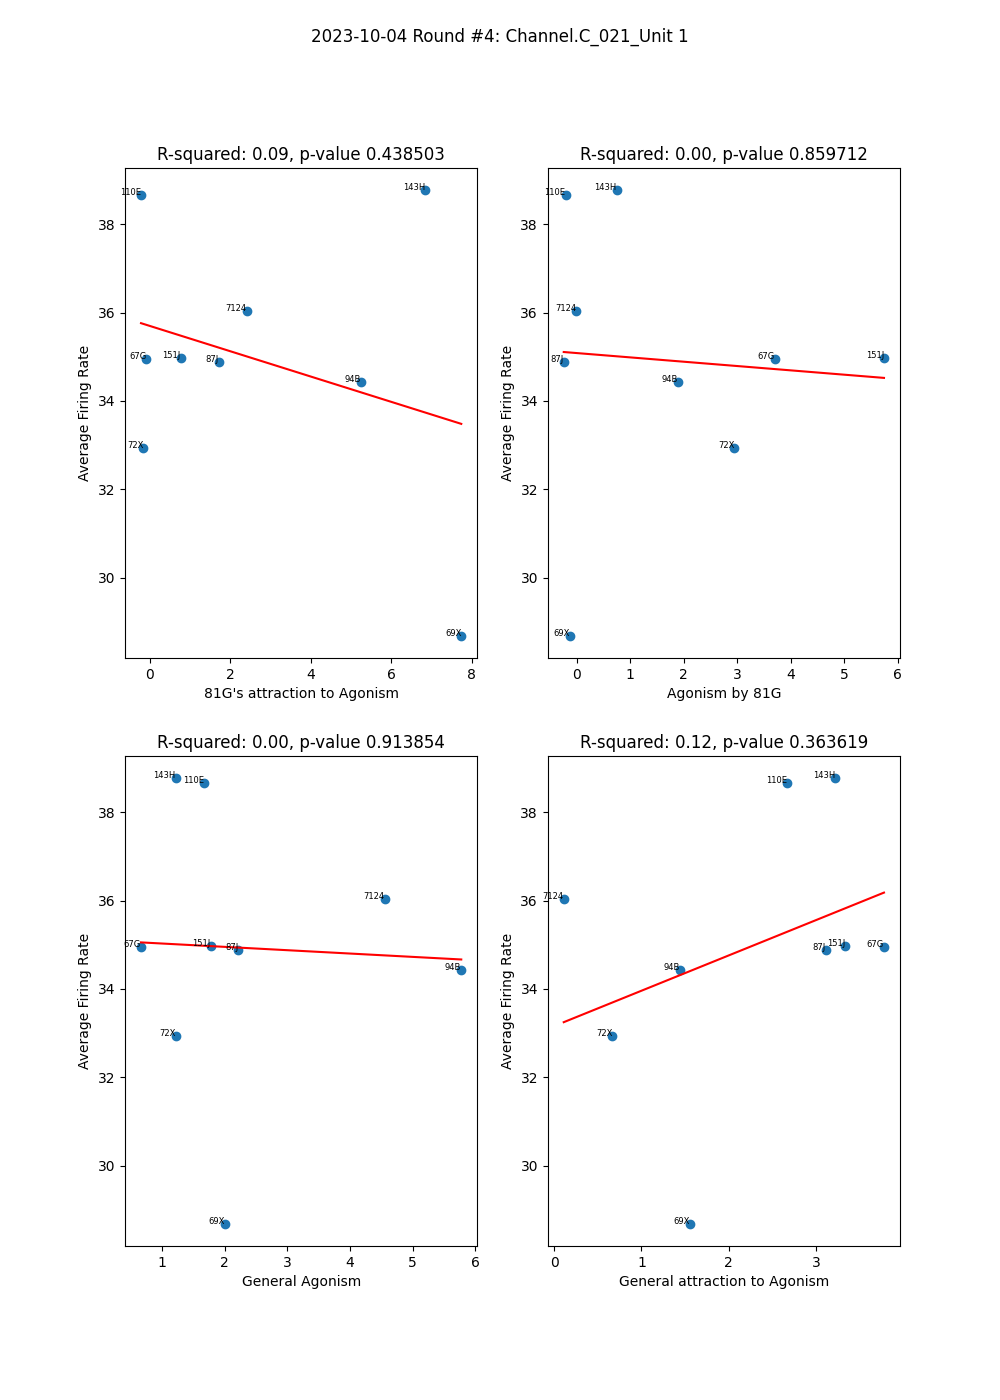 2023-10-04 Round #4: Channel.C_021_Unit 1
R-squared: 0.09, p-value 0.438503
110E
143H
7124
67G
151J
87J
94B
72X
69X
38
36
34
32
30
Average Firing Rate
0 2 4 6 8
81G's attraction to Agonism
R-squared: 0.00, p-value 0.859712
110E
143H
7124
87J
67G
151J
94B
72X
69X
38
36
34
32
30
Average Firing Rate
0 1 2 3 4 5 6
Agonism by 81G
R-squared: 0.00, p-value 0.913854
143H
110E
7124
67G
151J
87J
94B
72X
69X
38
36
34
32
30
Average Firing Rate
1 2 3 4 5 6
General Agonism
R-squared: 0.12, p-value 0.363619
110E
143H
7124
87J
151J
67G
94B
72X
69X
38
36
34
32
30
Average Firing Rate
0 1 2 3
General attraction to Agonism